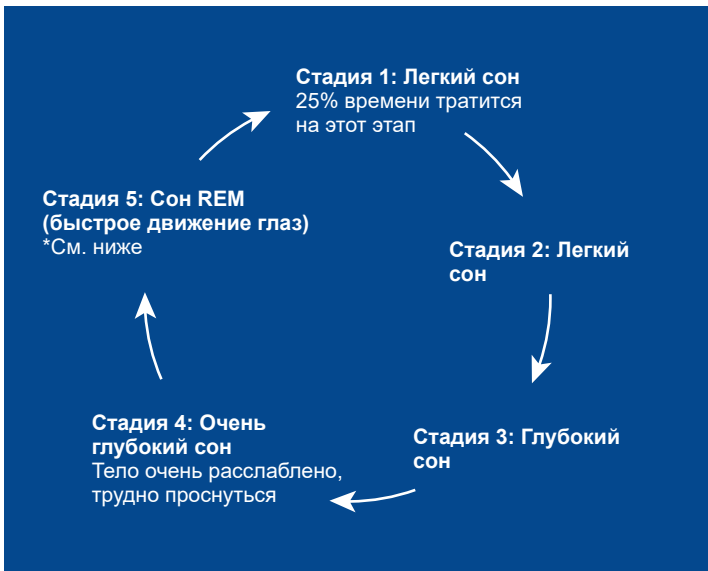 Стадия 1: Легкий сон
25% времени тратится
на этот этап
Стадия 2: Легкий
сон
Стадия 3: Глубокий
сон
Стадия 4: Очень
глубокий сон
Тело очень расслаблено,
трудно проснуться
Стадия 5: Сон REM
(быстрое движение глаз)
*См. ниже